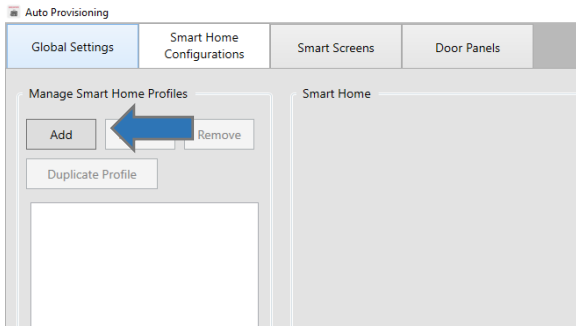 Auto Provisioning
Global Settings
Smart Home
Configurations
Smart Screens
Door Panels
Manage Smart Home Profiles
Smart Home
Add
Remove
Duplicate Profile